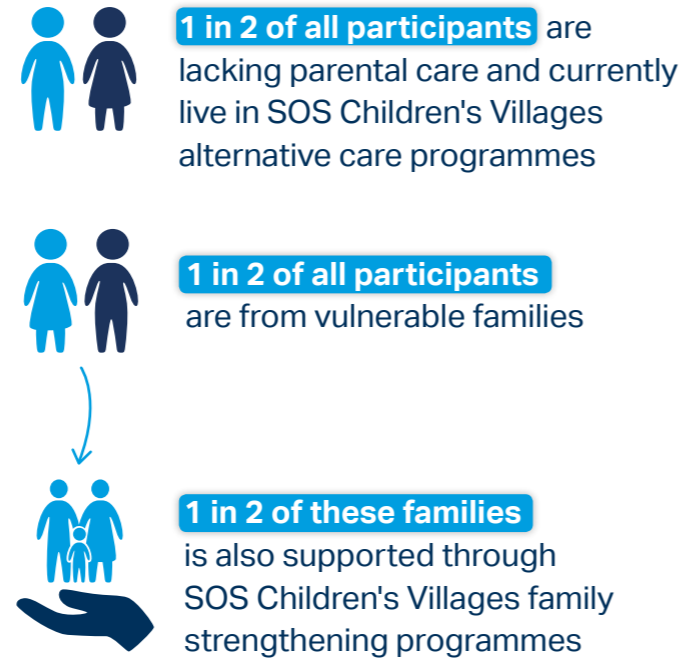 1 in 2 of all participants are
lacking parental care and currently
live in SOS Children's Villages
alternative care programmes
1 in 2 of all participants
are from vulnerable families
1 in 2 of these families
is also supported through
SOS Children's Villages family
strengthening programmes